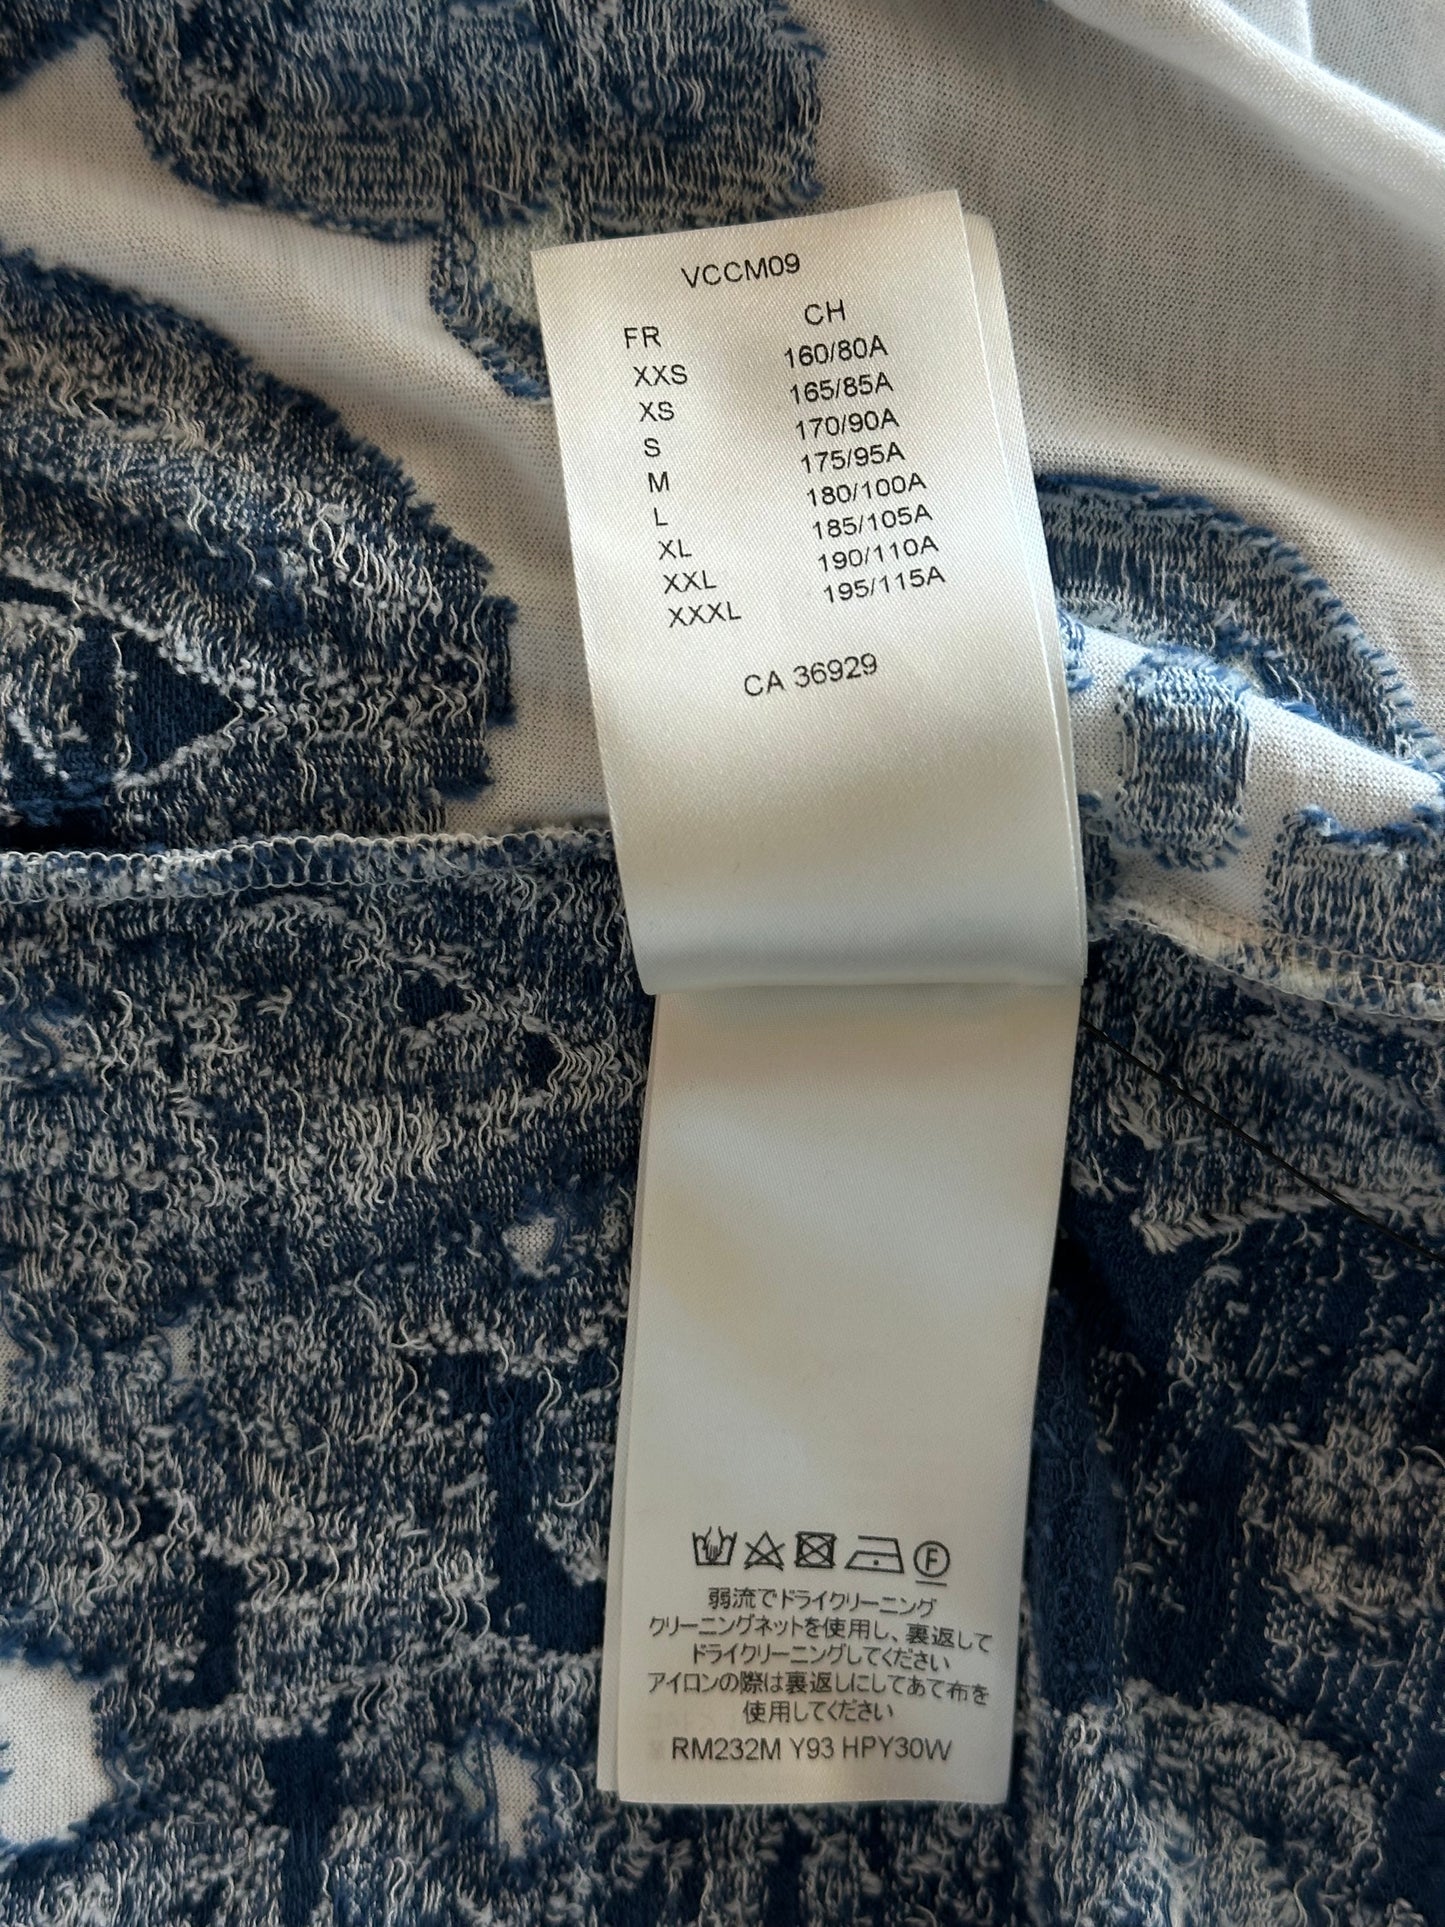 VCCM09
FR CH
XXS 160/80A
XS 165/85A
S 170/90A
M 175/95A
L 180/100A
XL 185/105A
XXL 190/110A
XXXL 195/115A
CA 36929
F
弱流でドライクリーニング
クリーニングネットを使用し、裏返して
ドライクリーニングしてください
アイロンの際は裏返しにしてあて布を
使用してください
RM232M Y93 HPY30W